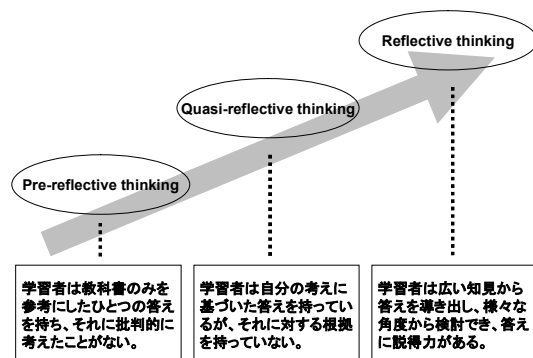 Reflective thinking
Quasi-reflective thinking
Pre-reflective thinking
学習者は教科書のみを
参考にしたひとつの答え
を持ち、それに批判的に
考えたことがない。
学習者は自分の考えに
基づいた答えを持ってい
るが、それに対する根拠
を持っていない。
学習者は広い知見から
答えを導き出し、様々な
角度から検討でき、答え
に説得力がある。